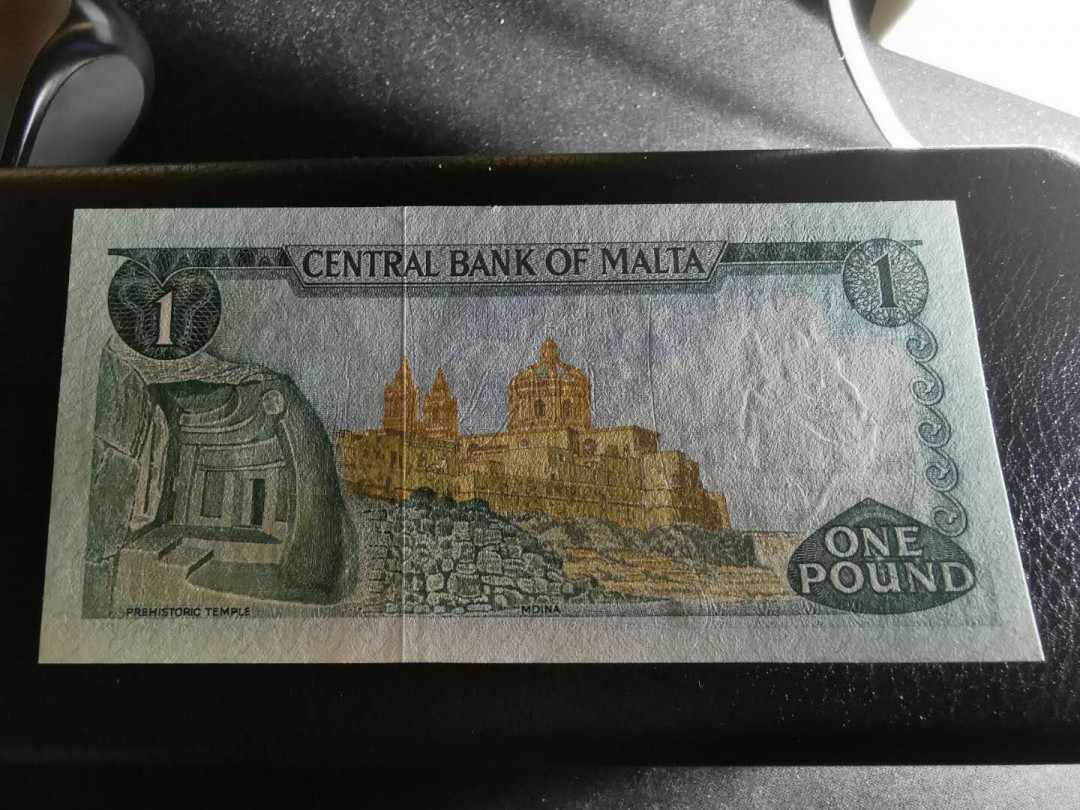 CENTRAL BANK OF MALTA
1
1
ONE
POUND
PREHISTORIC TEMPLE
MDINA